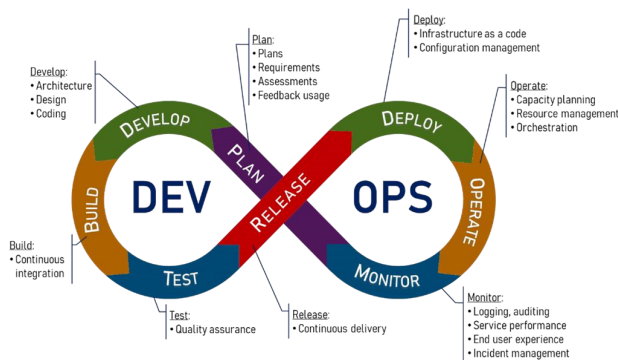 Plan:
• Plans
• Requirements
• Assessments
• Feedback usage
Deploy:
• Infrastructure as a code
• Configuration management
Develop:
• Architecture
• Design
• Coding
Operate:
• Capacity planning
• Resource management
• Orchestration
DEVELOP
PLAN
RELEASE
DEPLOY
DEV
OPS
BUILD
OPERATE
TEST
MONITOR
Build:
• Continuous
integration
Test:
• Quality assurance
Release:
• Continuous delivery
Monitor:
• Logging, auditing
• Service performance
• End user experience
• Incident management